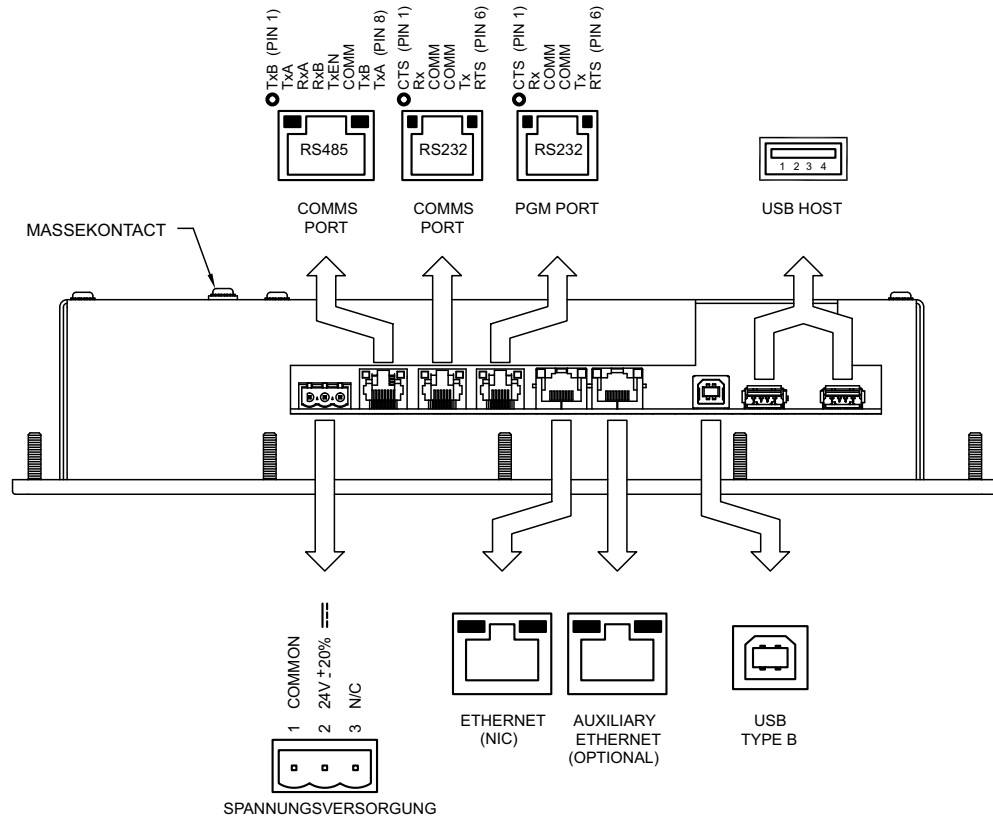 TxB (PIN 1)
TxA
RxA
RxB
TxEN
COMM
TxB
TxA (PIN 8)
CTS (PIN 1)
Rx
COMM
COMM
Tx
RTS (PIN 6)
CTS (PIN 1)
Rx
COMM
COMM
Tx
RTS (PIN 6)
RS485
RS232
RS232
1 2 3 4
COMMS
PORT
COMMS
PORT
PGM PORT
USB HOST
MASSEKONTACT
1 COMMON
2 24V ±20%
3 N/C
SPANNUNGSVERSORGUNG
ETHERNET
(NIC)
AUXILIARY
ETHERNET
(OPTIONAL)
USB
TYPE B